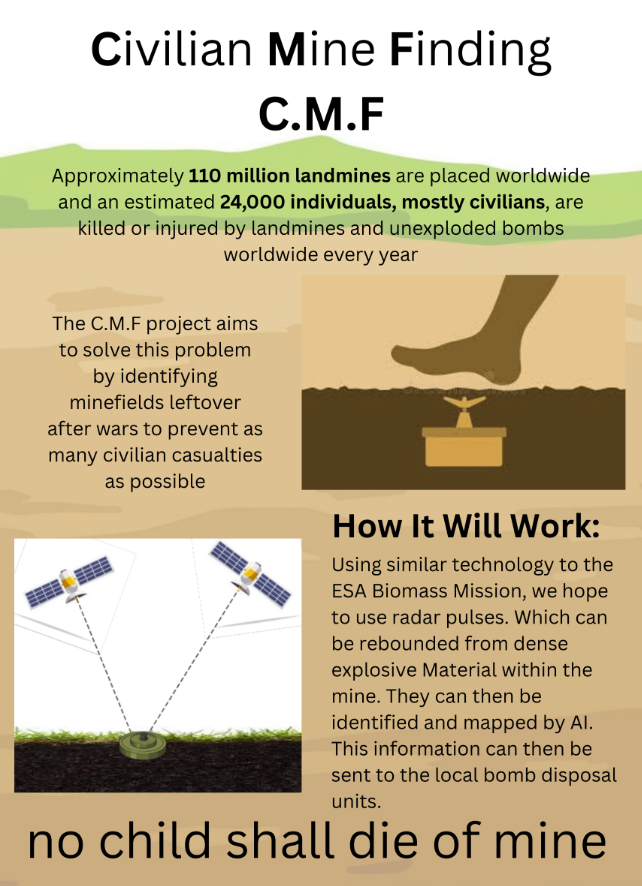 Civilian Mine Finding
C.M.F
Approximately 110 million landmines are placed worldwide
and an estimated 24,000 individuals, mostly civilians, are
killed or injured by landmines and unexploded bombs
worldwide every year
The C.M.F project aims
to solve this problem
by identifying
minefields leftover
after wars to prevent as
many civilian casualties
as possible
How It Will Work:
Using similar technology to the
ESA Biomass Mission, we hope
to use radar pulses. Which can
be rebounded from dense
explosive Material within the
mine. They can then be
identified and mapped by AI.
This information can then be
sent to the local bomb disposal
units.
no child shall die of mine